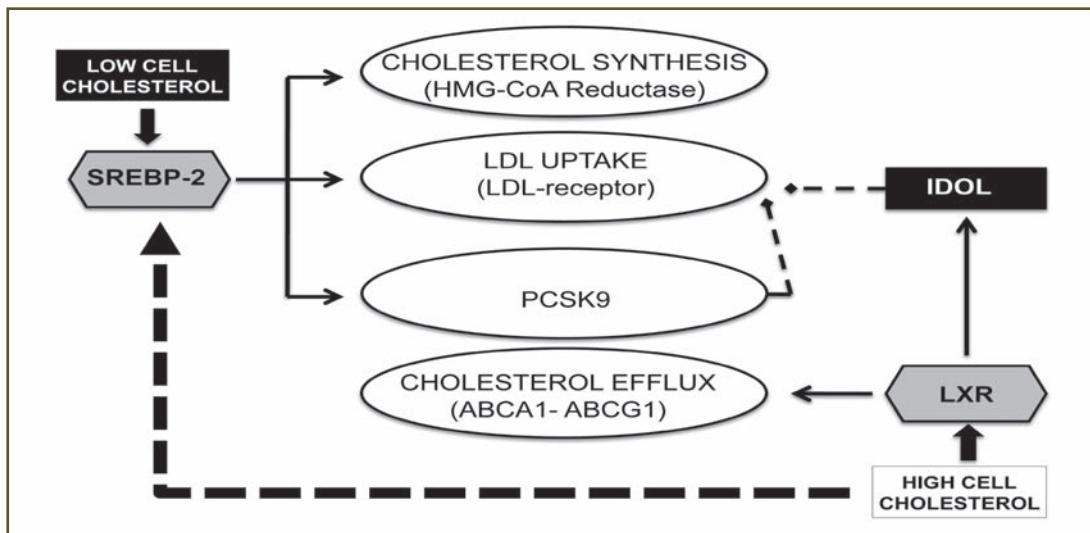 LOW CELL
CHOLESTEROL
SREBP-2
CHOLESTEROL SYNTHESIS
(HMG-CoA Reductase)
LDL UPTAKE
(LDL-receptor)
PCSK9
CHOLESTEROL EFFLUX
(ABCA1- ABCG1)
IDOL
LXR
HIGH CELL
CHOLESTEROL